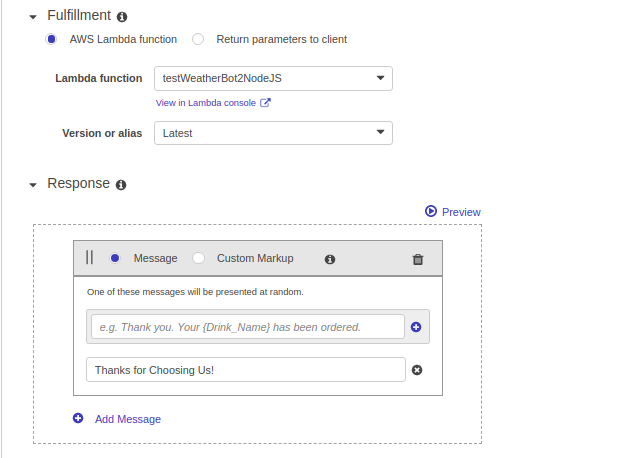 Fulfillment
AWS Lambda function Return parameters to client
Lambda function testWeatherBot2NodeJS
View in Lambda console
Version or alias Latest
Response
Preview
Message Custom Markup
One of these messages will be presented at random.
e.g. Thank you. Your {Drink_Name} has been ordered.
Thanks for Choosing Us!
Add Message